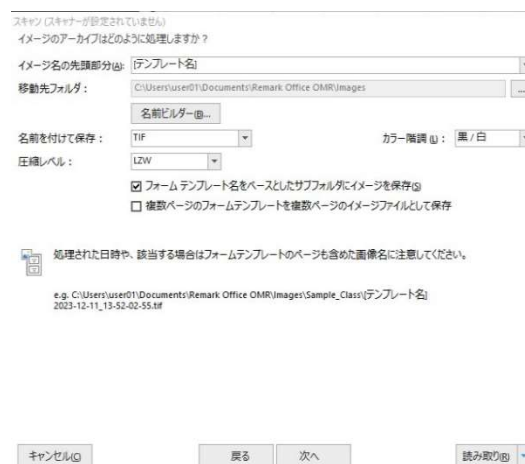 スキャン (スキャナーが設定されていません)
イメージのアーカイブはどのように処理しますか？
イメージ名の先頭部分(A): [テンプレート名]
移動先フォルダ： C:\Users\user01\Documents\Remark Office OMR\Images ...
名前ビルダー(B)...
名前を付けて保存： TIF カラー階調(L)： 黒 / 白
圧縮レベル： LZW
フォーム テンプレート名をベースとしたサブフォルダにイメージを保存(S)
複数ページのフォームテンプレートを複数ページのイメージファイルとして保存
処理された日時や、該当する場合はフォームテンプレートのページも含めた画像名に注意してください。
e.g. C:\Users\user01\Documents\Remark Office OMR\Images\Sample_Class\[テンプレート名]
2023-12-11_13-52-02-55.tif
キャンセル(C) 戻る 次へ 読み取り(R)